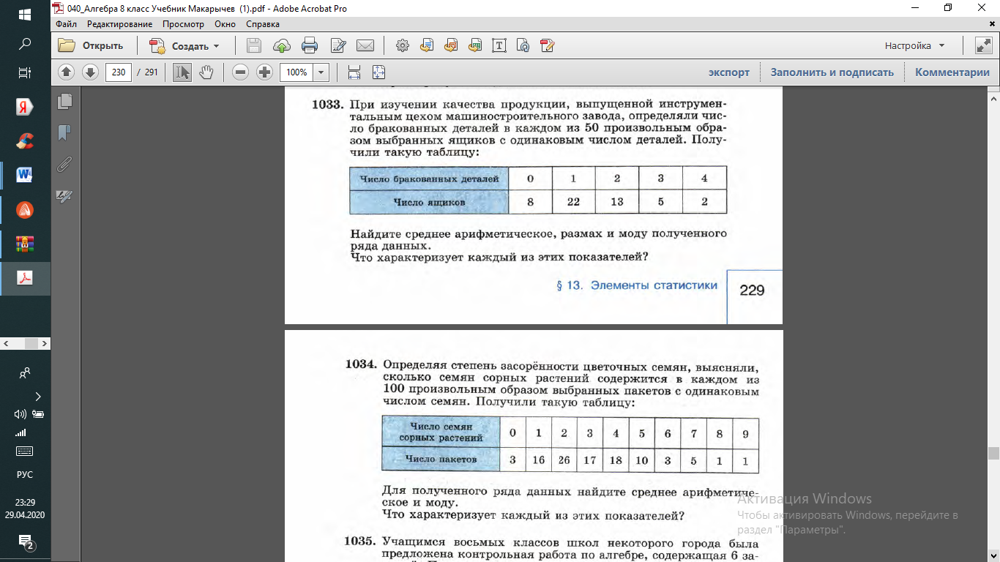 040_Алгебра 8 класс Учебник Макарычев (1).pdf - Adobe Acrobat Pro
Файл Редактирование Просмотр Окно Справка
Открыть Создать Настройка
230 / 291 100% экспорт Заполнить и подписать Комментарии
1033. При изучении качества продукции, выпущенной инструмен-
тальным цехом машиностроительного завода, определяли чис-
ло бракованных деталей в каждом из 50 произвольным обра-
зом выбранных ящиков с одинаковым числом деталей. Полу-
чили такую таблицу:
Число бракованных деталей 0 1 2 3 4
Число ящиков 8 22 13 5 2
Найдите среднее арифметическое, размах и моду полученного
ряда данных.
Что характеризует каждый из этих показателей?
§ 13. Элементы статистики 229
1034. Определяя степень засорённости цветочных семян, выясняли,
сколько семян сорных растений содержится в каждом из
100 произвольным образом выбранных пакетов с одинаковым
числом семян. Получили такую таблицу:
Число семян
сорных растений 0 1 2 3 4 5 6 7 8 9
Число пакетов 3 16 26 17 18 10 3 5 1 1
Для полученного ряда данных найдите среднее арифметиче-
ское и моду.
Что характеризует каждый из этих показателей?
1035. Учащимся восьмых классов школ некоторого города была
предложена контрольная работа по алгебре, содержащая 6 за-
Активация Windows
Чтобы активировать Windows, перейдите в
раздел "Параметры".
РУС
23:29
29.04.2020
2